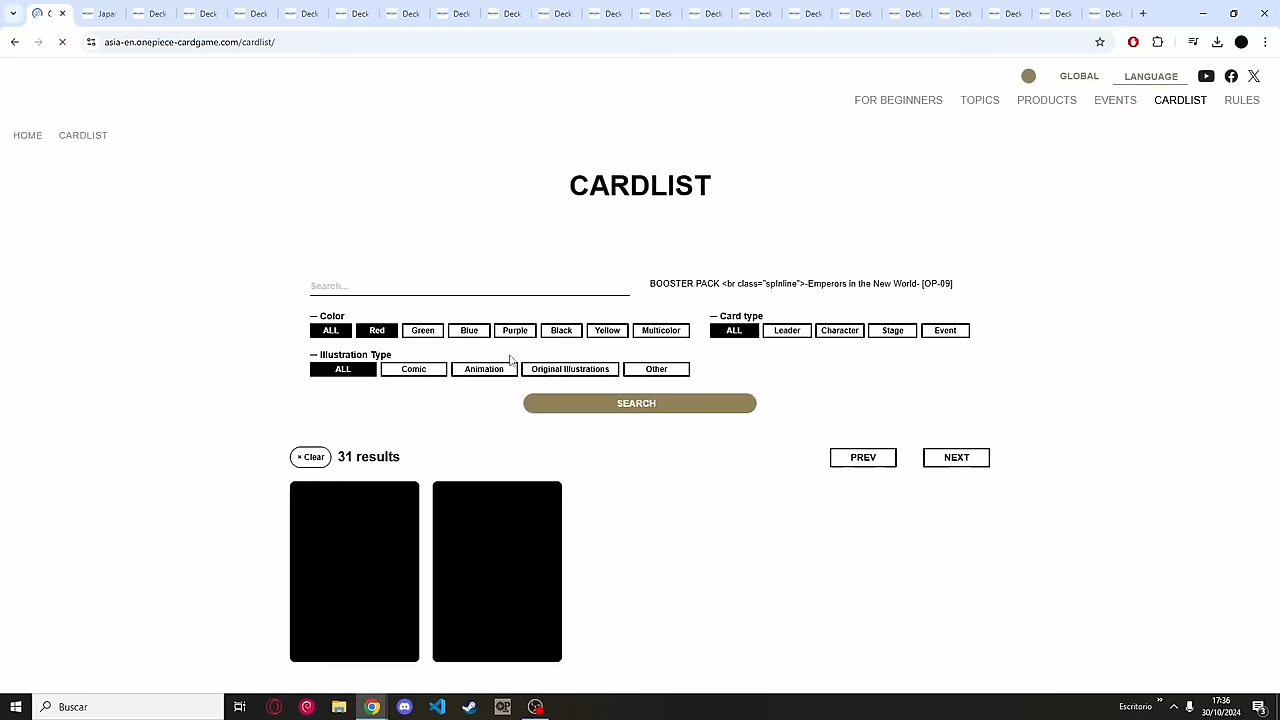 C Japa Deck Deck Deck Deck Deck Deck Deck Deck Deck Deck Deck Deck Deck Deck Deck
asia-en.onepiece-cardgame.com/cardlist/
GLOBAL LANGUAGE
FOR BEGINNERS TOPICS PRODUCTS EVENTS CARDLIST RULES
HOME CARDLIST
CARDLIST
Search... BOOSTER PACK <br class="spInline">-Emperors in the New World- [OP-09]
— Color — Card type
ALL Red Green Blue Purple Black Yellow Multicolor ALL Leader Character Stage Event
— Illustration Type
ALL Comic Animation Original Illustrations Other
SEARCH
× Clear 31 results PREV NEXT
Buscar OP Escritorio 17:36
30/10/2024